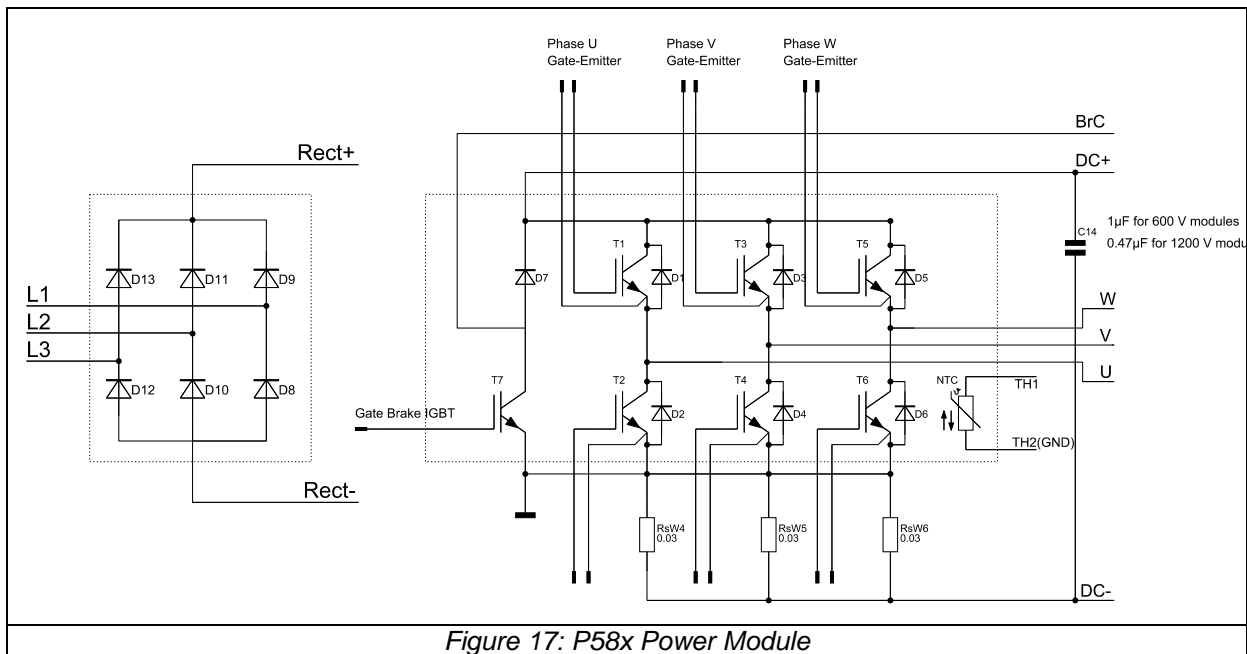 Phase U
Gate-Emitter
Phase V
Gate-Emitter
Phase W
Gate-Emitter
BrC
DC+
Rect+
1µF for 600 V modules
C14
0.47µF for 1200 V modu
T1
D1
T3
D3
T5
D5
D7
D13
D11
D9
L1
L2
L3
W
V
U
D12
D10
D8
T7
T2
D2
T4
D4
T6
D6
NTC
TH1
TH2(GND)
Gate Brake IGBT
Rect-
RsW4
0.03
RsW5
0.03
RsW6
0.03
DC-
Figure 17: P58x Power Module